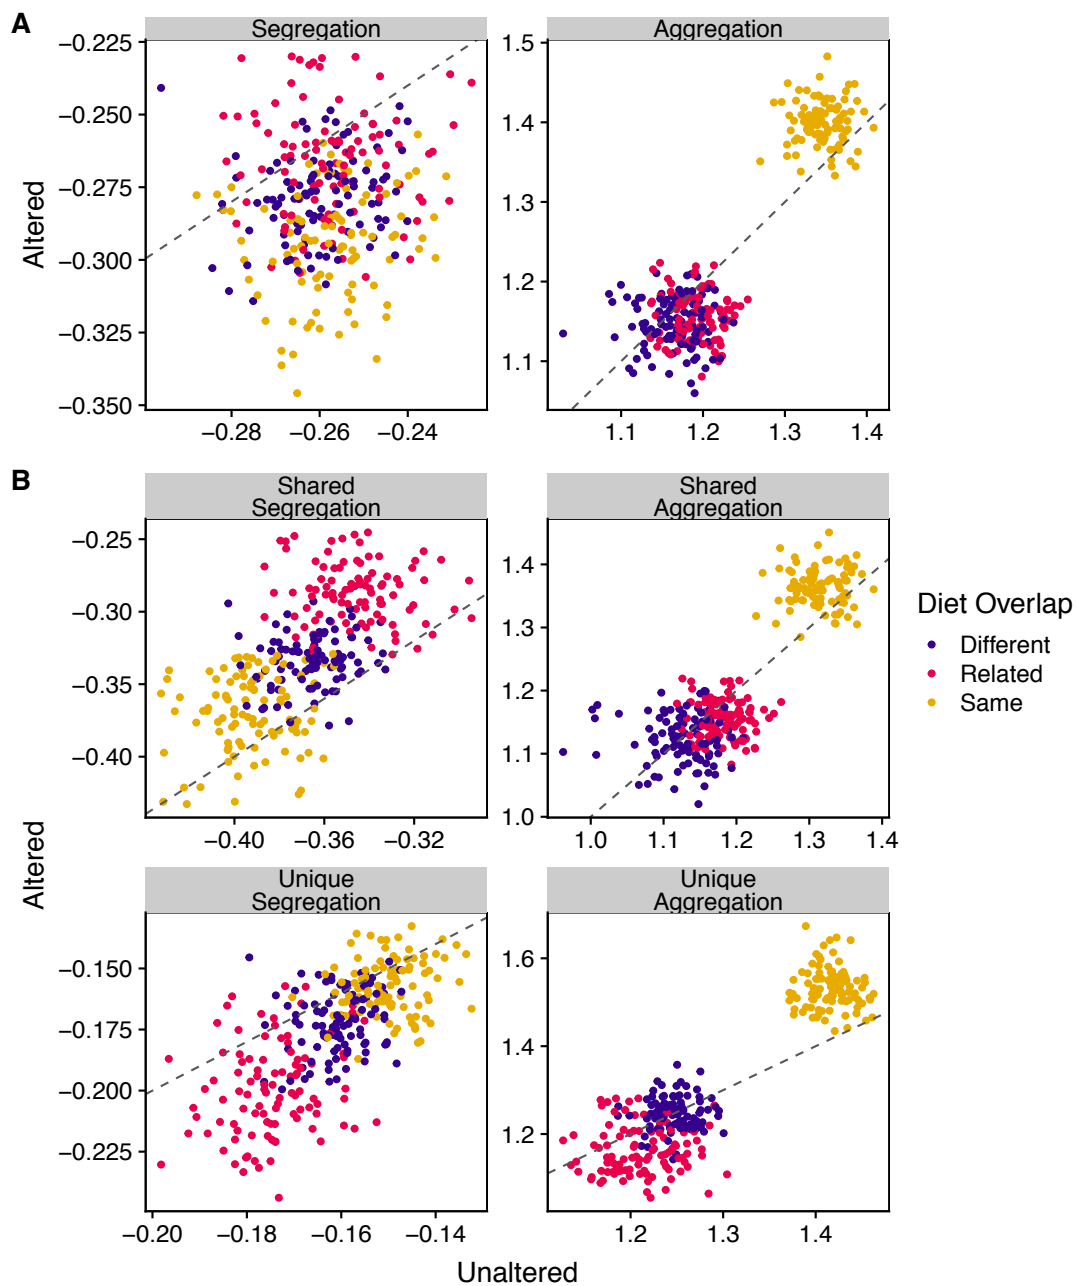 A
Segregation
Aggregation
−0.225
−0.250
−0.275
−0.300
−0.325
−0.350
Altered
−0.28
−0.26
−0.24
1.5
1.4
1.3
1.2
1.1
1.1
1.2
1.3
1.4
B
Shared
Segregation
Shared
Aggregation
−0.25
−0.30
−0.35
−0.40
−0.40
−0.36
−0.32
1.4
1.3
1.2
1.1
1.0
1.0
1.1
1.2
1.3
1.4
Diet Overlap
Different
Related
Same
Altered
Unique
Segregation
Unique
Aggregation
−0.150
−0.175
−0.200
−0.225
−0.20
−0.18
−0.16
−0.14
1.6
1.4
1.2
1.2
1.3
1.4
Unaltered